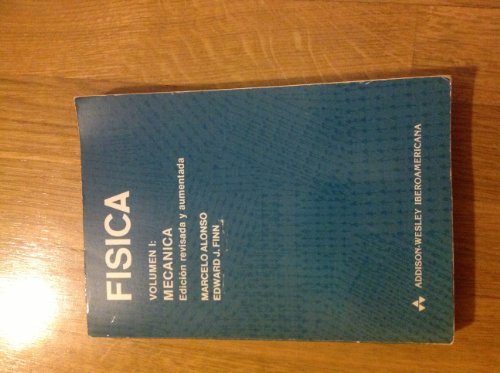 FISICA
VOLUMEN I:
MECANICA
Edición revisada y aumentada
MARCELO ALONSO
EDWARD J. FINN
ADDISON-WESLEY IBEROAMERICANA